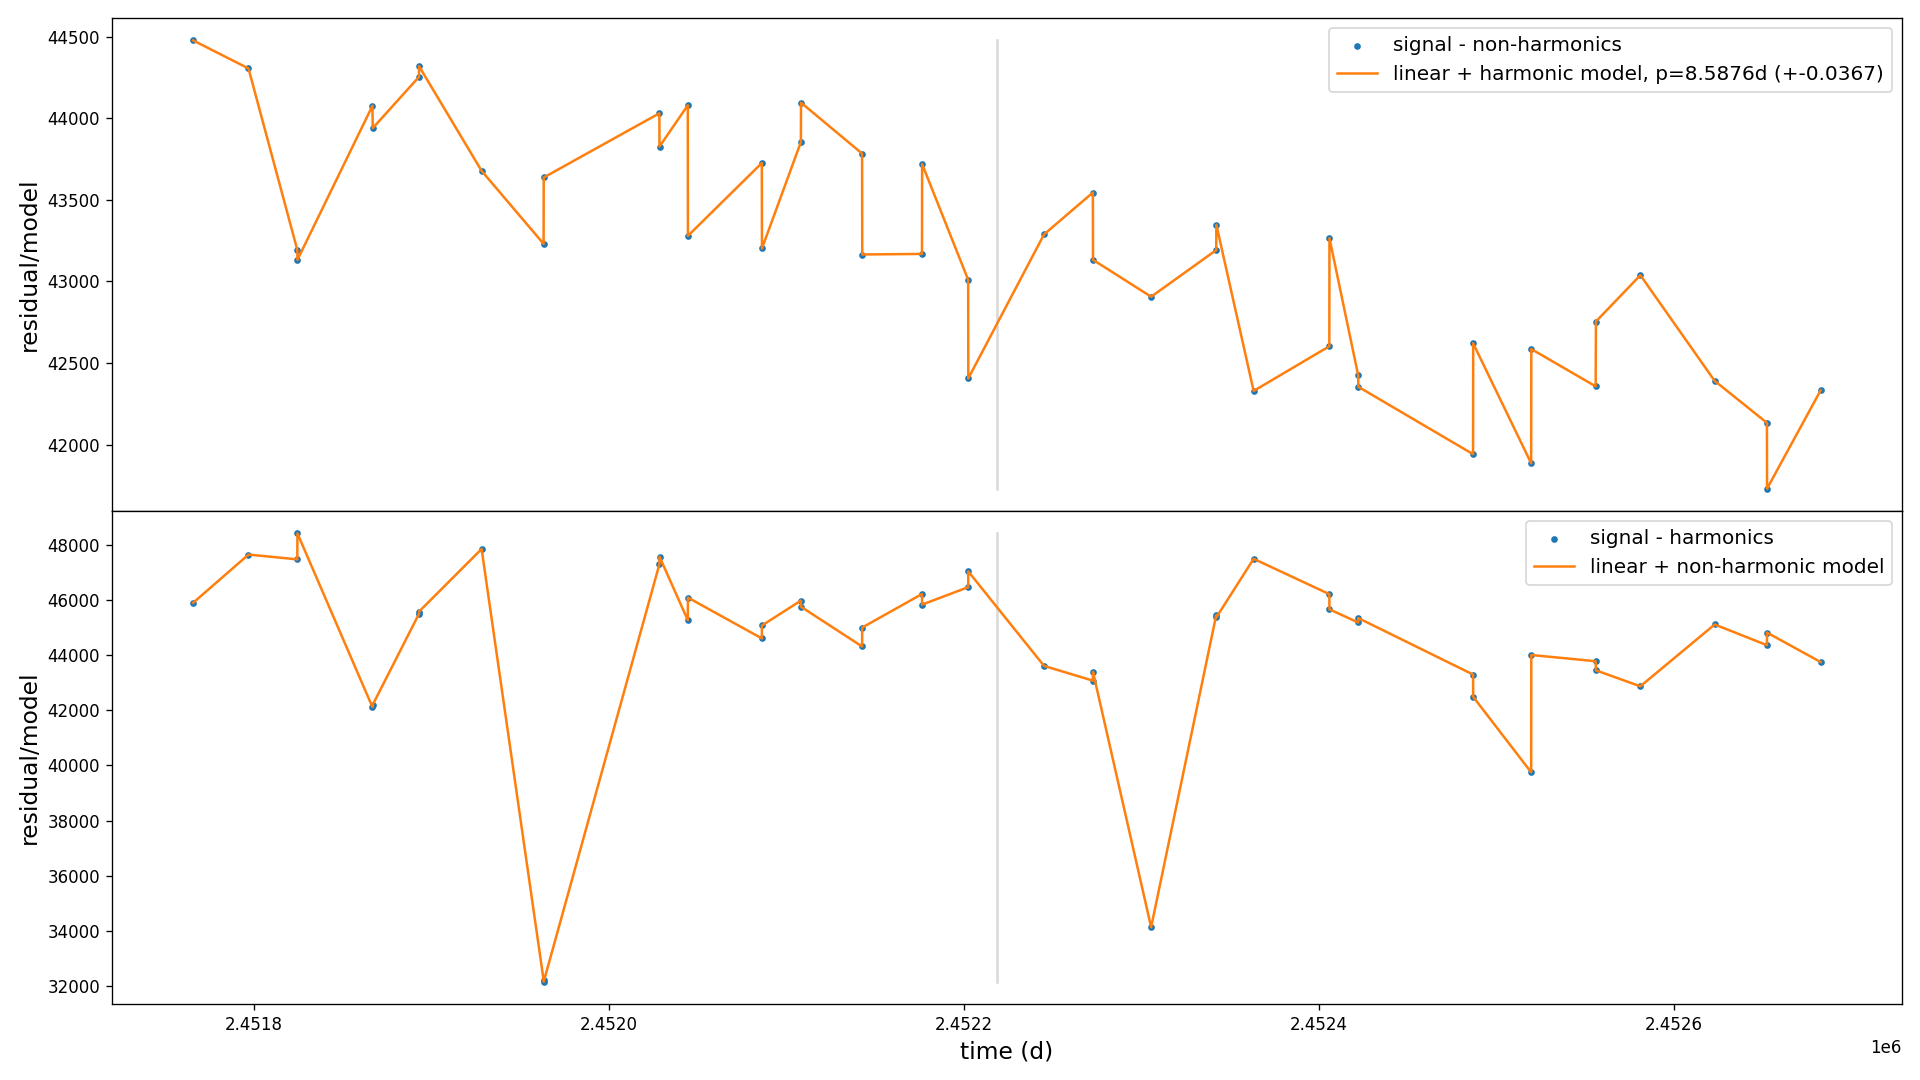 44500
44000
43500
43000
42500
42000
residual/model
signal - non-harmonics
linear + harmonic model, p=8.5876d (+-0.0367)
48000
46000
44000
42000
40000
38000
36000
34000
32000
residual/model
signal - harmonics
linear + non-harmonic model
2.4518
2.4520
2.4522
2.4524
2.4526
time (d)
1e6